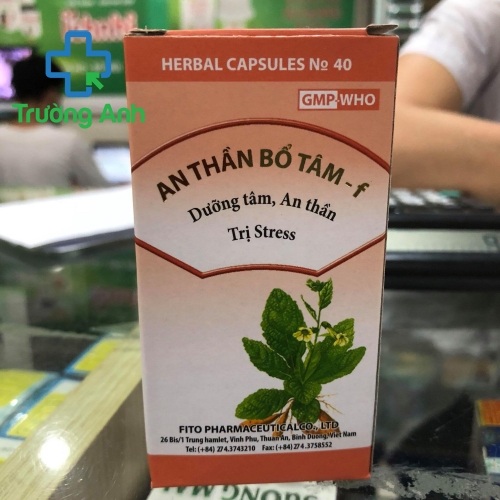 HERBAL CAPSULES No 40
GMP-WHO
Trường Anh
AN THẦN BỔ TÂM - f
Dưỡng tâm, An thần
Trị Stress
FITO PHARMACEUTICALCO., LTD
26 Bis/1 Trung hamlet, Vinh Phu, Thuan An, Binh Duong, Viet Nam
Tel: (+84) 274.3743210 Fax: (+84) 274.3758552